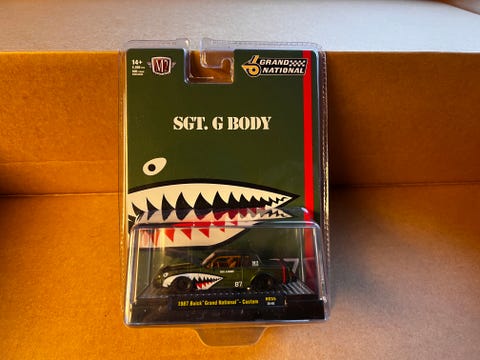 14+
M2
GRAND
NATIONAL
SGT. G BODY
87
1987 Buick Grand National - Custom